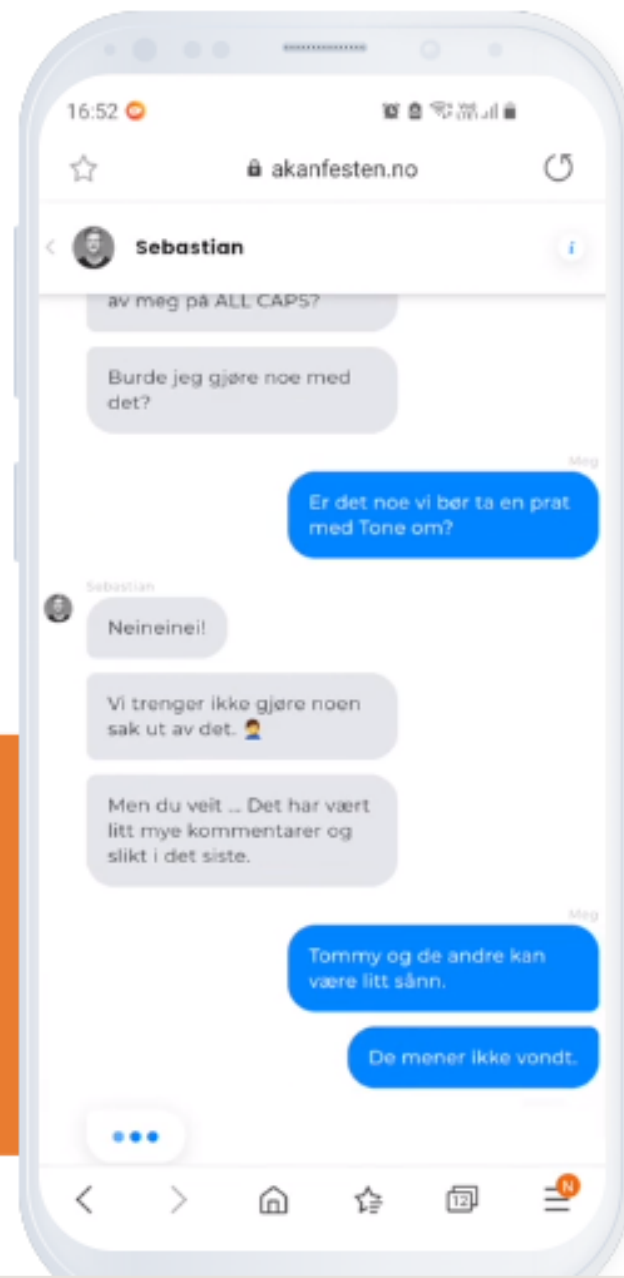 16:52
akanfesten.no
Sebastian
i
av meg på ALL CAPS?
Burde jeg gjøre noe med
det?
Meg
Er det noe vi bør ta en prat
med Tone om?
Sebastian
Neineinei!
Vi trenger ikke gjøre noen
sak ut av det. 🤦‍♂️
Men du veit ... Det har vært
litt mye kommentarer og
slikt i det siste.
Meg
Tommy og de andre kan
være litt sånn.
De mener ikke vondt.
12
N